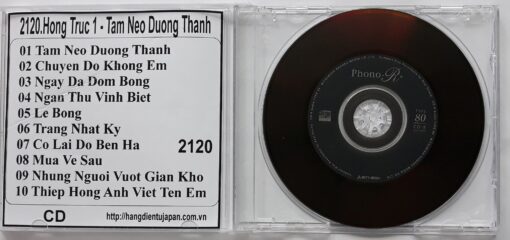 2120.Hong Truc 1 - Tam Neo Duong Thanh
01 Tam Neo Duong Thanh
02 Chuyen Do Khong Em
03 Ngay Da Dom Bong
04 Ngan Thu Vinh Biet
05 Le Bong
06 Trang Nhat Ky
07 Co Lai Do Ben Ha
2120
08 Mua Ve Sau
09 Nhung Nguoi Vuot Gian Kho
10 Thiep Hong Anh Viet Ten Em
CD
http://hangdientujapan.com.vn
Phono-R
TYPE
80
CD-R